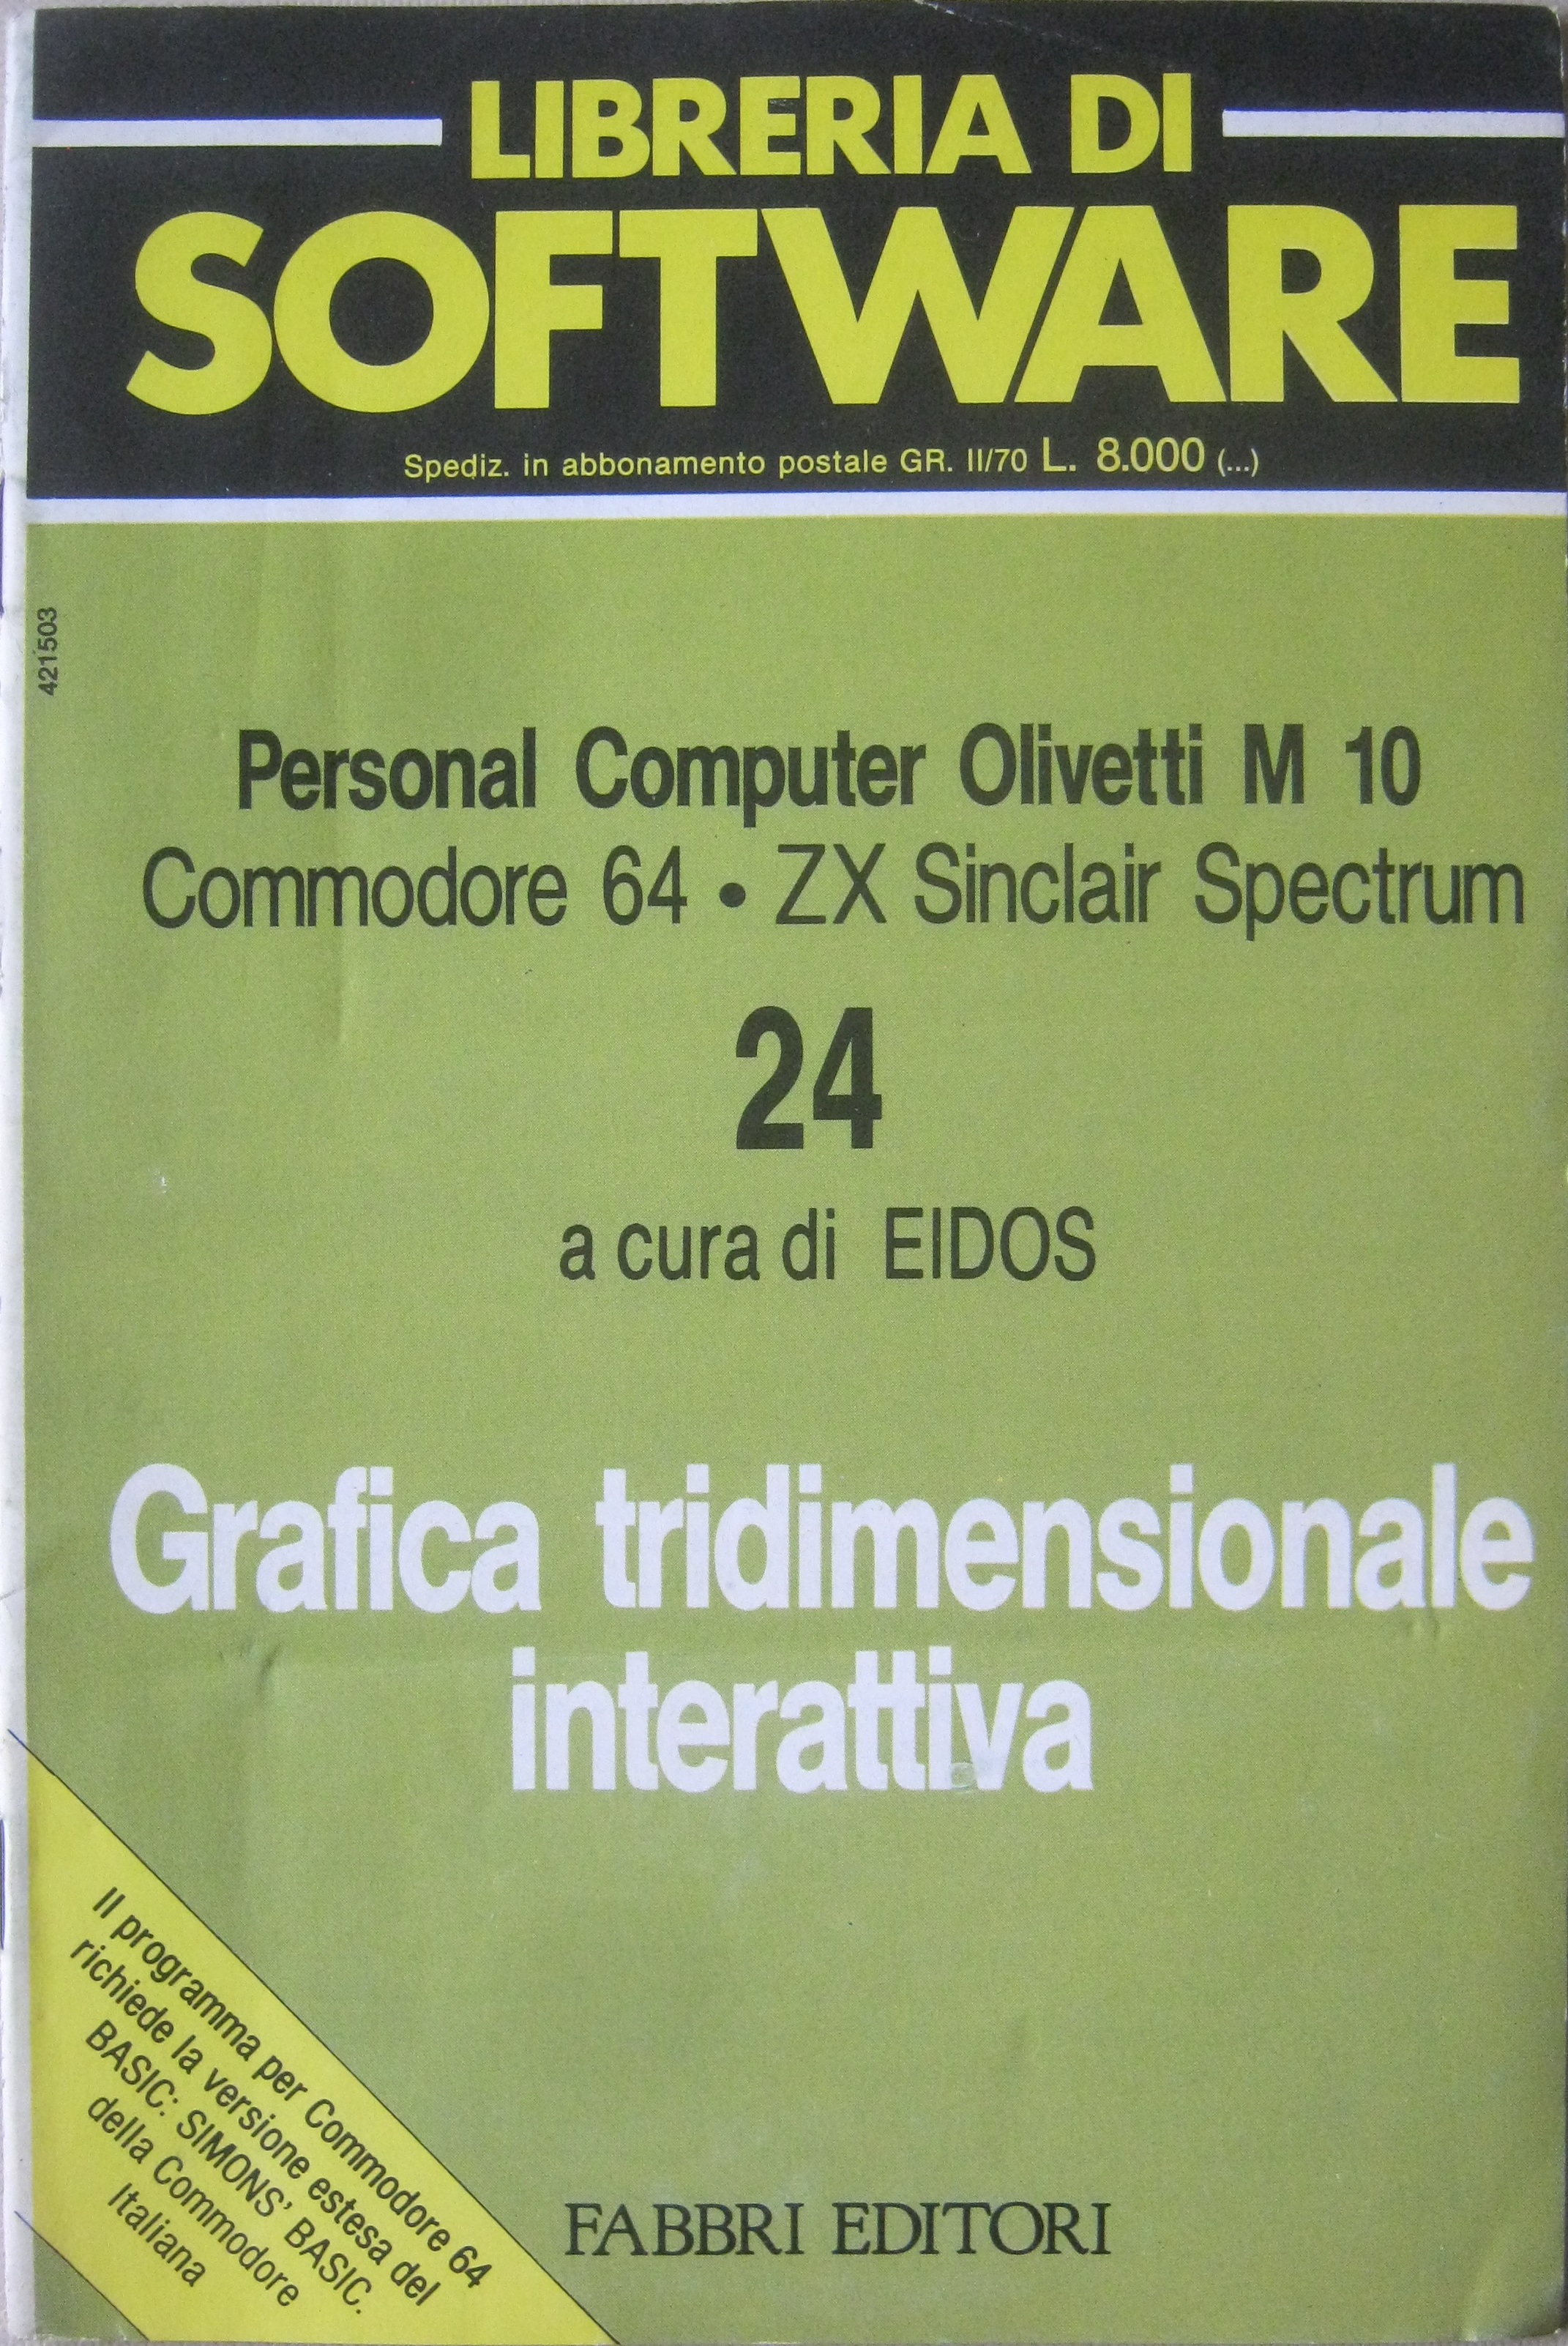 LIBRERIA DI
SOFTWARE
Spediz. in abbonamento postale GR. II/70 L. 8.000 (...)
421503
Personal Computer Olivetti M 10
Commodore 64 • ZX Sinclair Spectrum
24
a cura di EIDOS
Grafica tridimensionale
interattiva
Il programma per Commodore 64
richiede la versione estesa del
BASIC: SIMONS' BASIC.
della Commodore
Italiana
FABBRI EDITORI